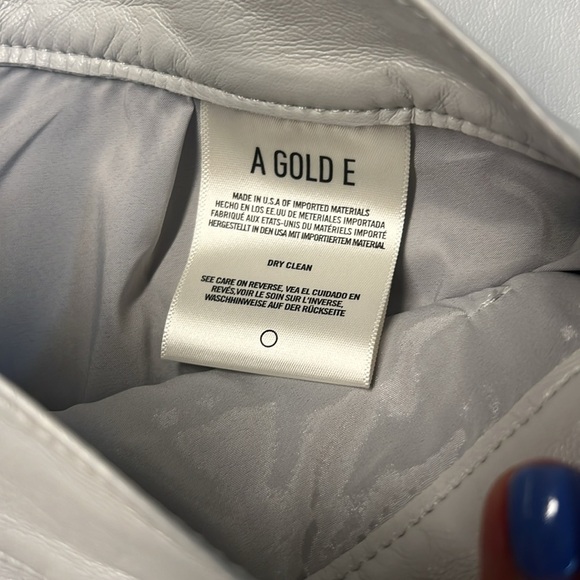 A GOLD E
MADE IN U.S.A OF IMPORTED MATERIALS
HECHO EN LOS EE.UU DE METERIALES IMPORTADA
FABRIQUÉ AUX ETATS-UNIS DU MATÉRIELS IMPORTÉ
HERGESTELLT IN DEN USA MIT IMPORTIERTEM MATERIAL
DRY CLEAN
SEE CARE ON REVERSE, VEA EL CUIDADO EN
REVÉS,VOIR LE SOIN SUR L'INVERSE,
WASCHHINWEISE AUF DER RÜCKSEITE